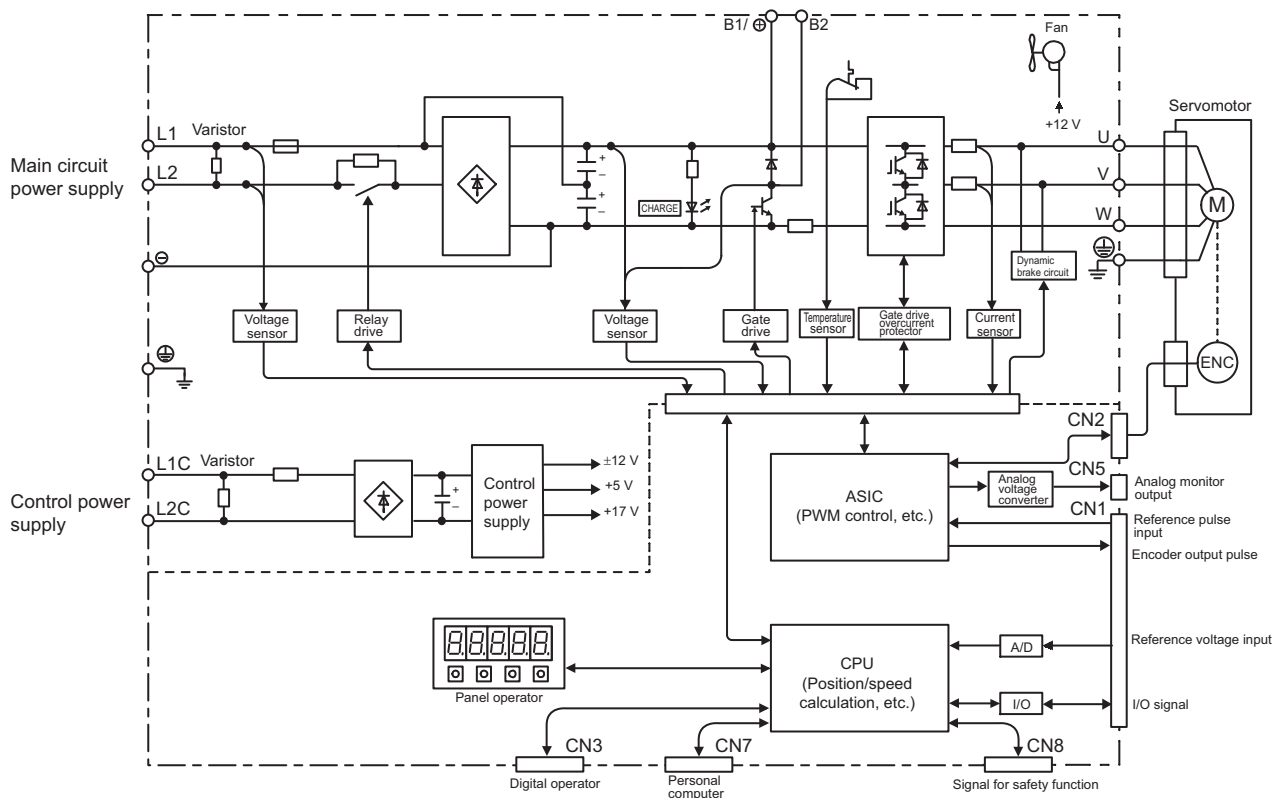 B1/ ⊕
B2
Fan
+12 V
Servomotor
Main circuit
power supply
L1
Varistor
L2
⊖
CHARGE
+
–
+
–
U
V
W
M
Dynamic
brake circuit
Voltage
sensor
Relay
drive
Voltage
sensor
Gate
drive
Temperature
sensor
Gate drive
overcurrent
protector
Current
sensor
ENC
CN2
Control power
supply
L1C
Varistor
L2C
+
–
Control
power
supply
±12 V
+5 V
+17 V
ASIC
(PWM control, etc.)
Analog
voltage
converter
CN5
Analog monitor
output
CN1
Reference pulse
input
Encoder output pulse
8.8.8.8.8
Panel operator
CPU
(Position/speed
calculation, etc.)
A/D
Reference voltage input
I/O
I/O signal
CN3
Digital operator
CN7
Personal
computer
CN8
Signal for safety function